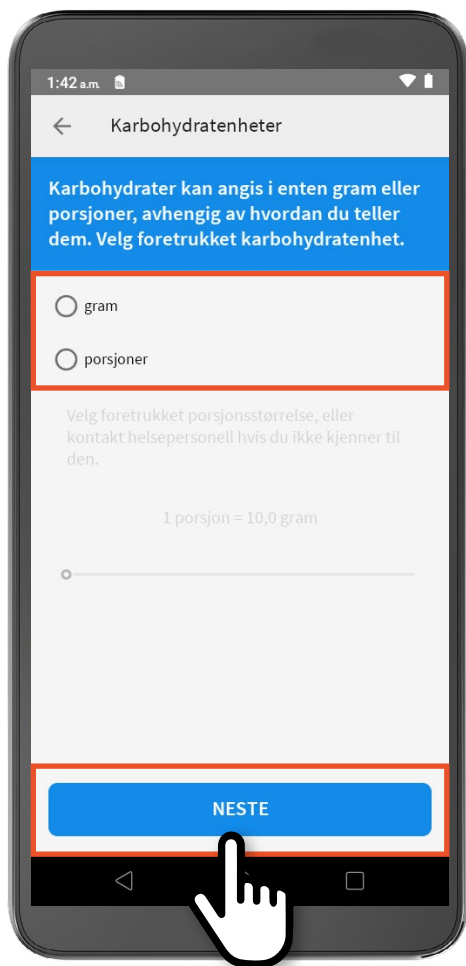 1:42 a.m.
Karbohydratenheter
Karbohydrater kan angis i enten gram eller
porsjoner, avhengig av hvordan du teller
dem. Velg foretrukket karbohydratenhet.
gram
porsjoner
Velg foretrukket porsjonsstørrelse, eller
kontakt helsepersonell hvis du ikke kjenner til
den.
1 porsjon = 10,0 gram
NESTE